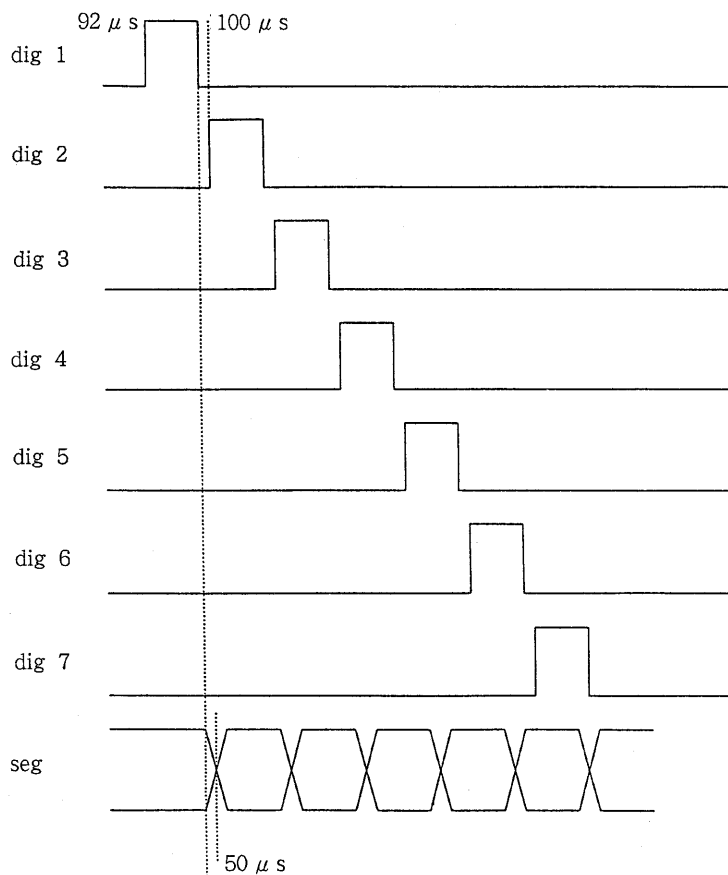 92 μ s 100 μ s
dig 1
dig 2
dig 3
dig 4
dig 5
dig 6
dig 7
seg
50 μ s